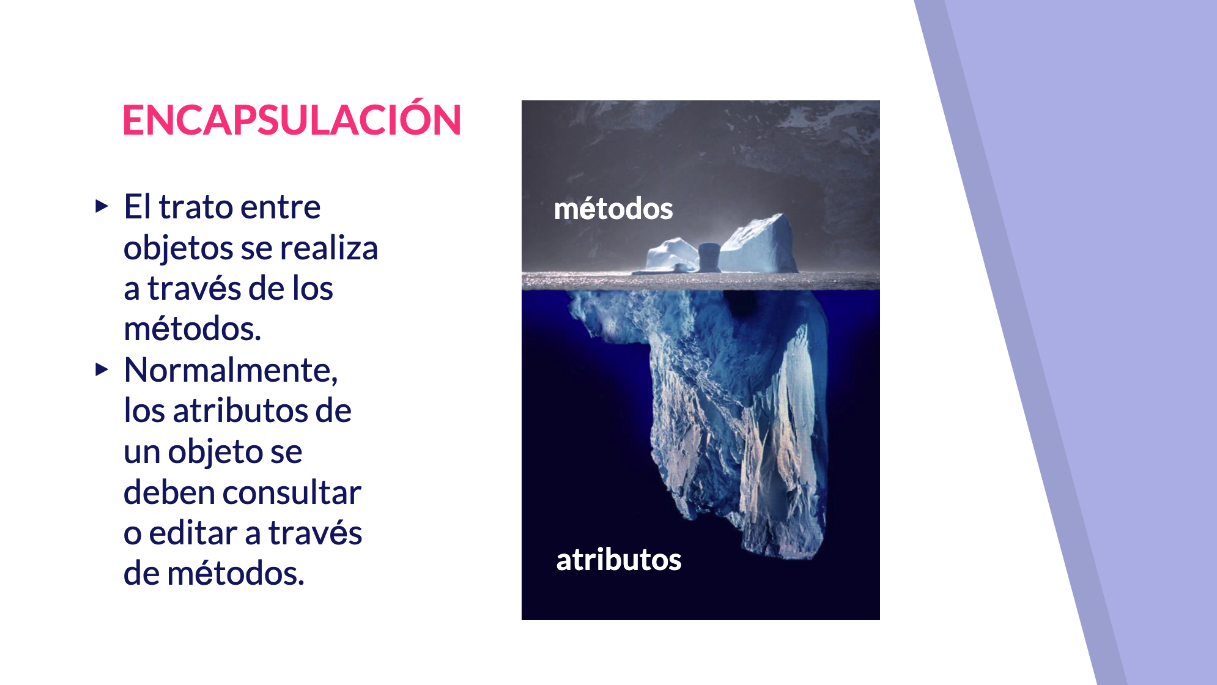 ENCAPSULACIÓN
▸ El trato entre
objetos se realiza
a través de los
métodos.
▸ Normalmente,
los atributos de
un objeto se
deben consultar
o editar a través
de métodos.
métodos
atributos